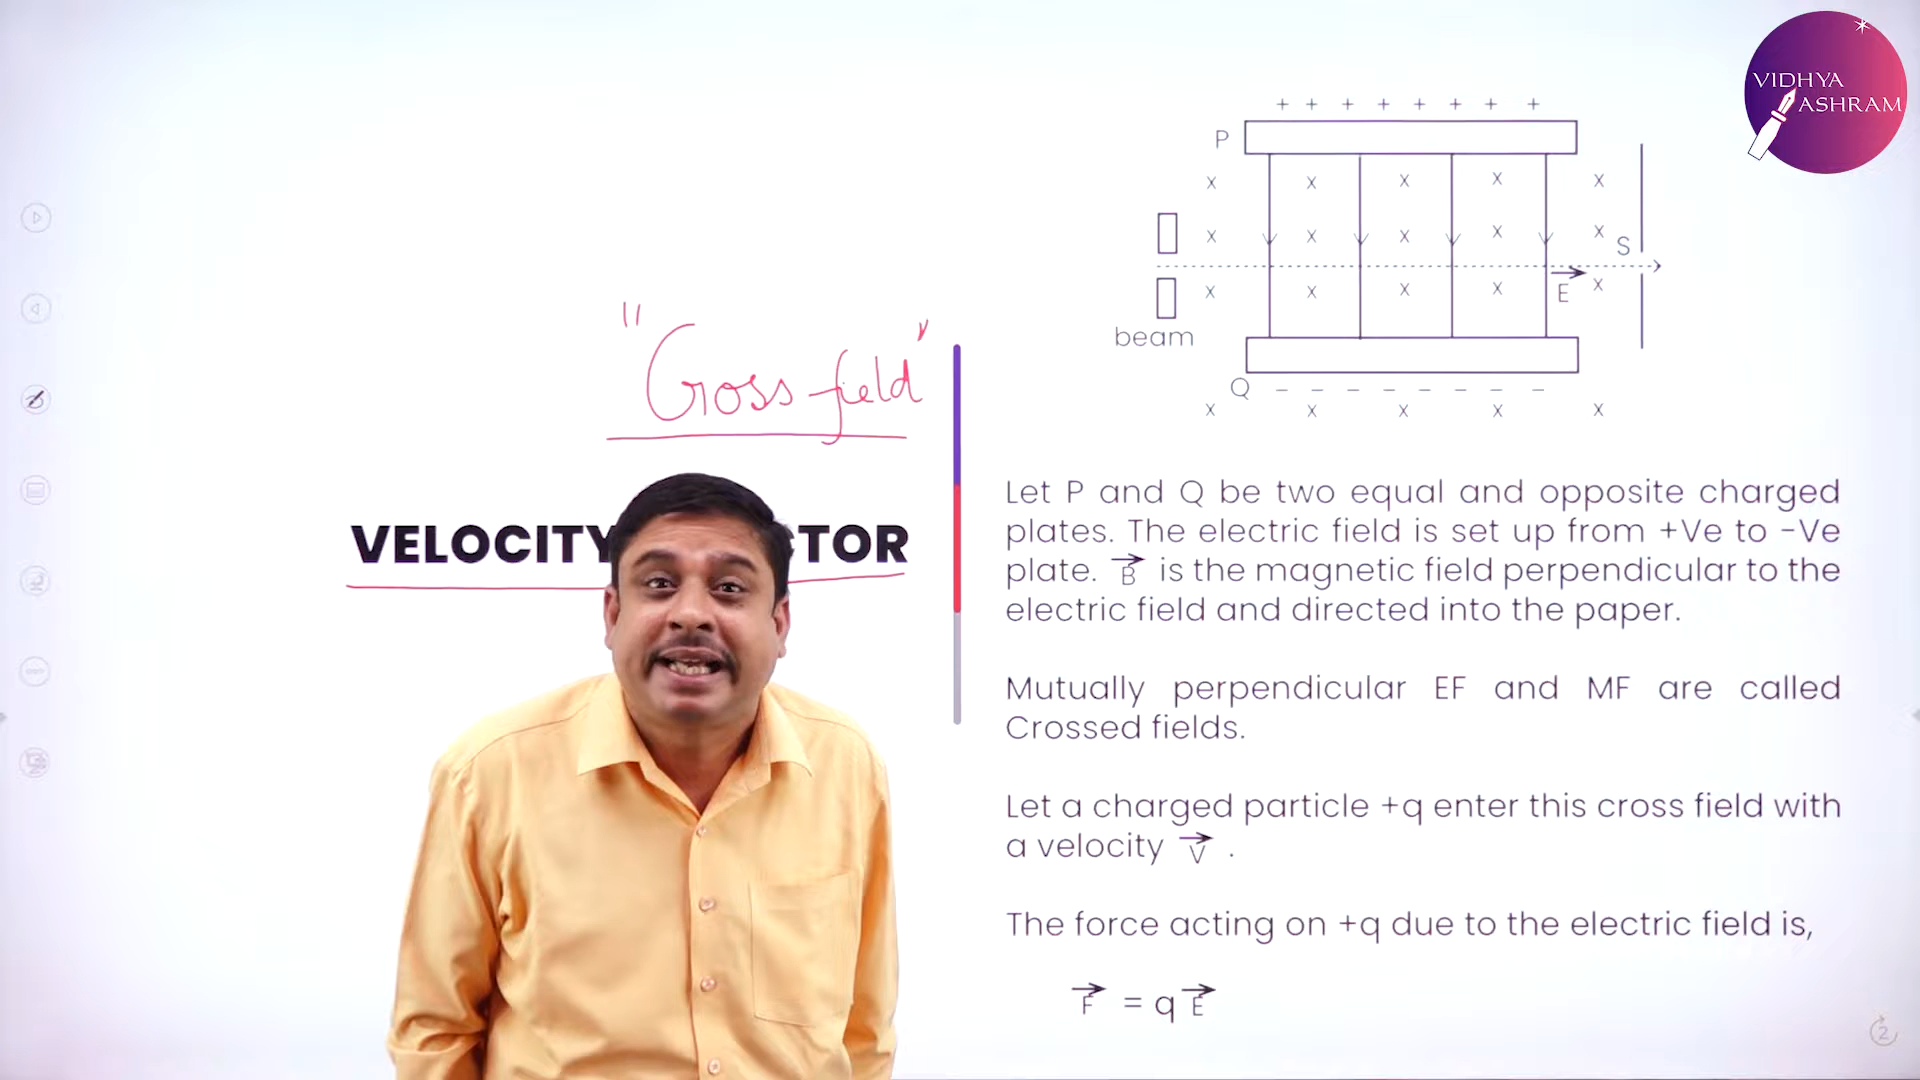 VIDHYA
ASHRAM
+ + + + + + + +
P
x x x x x
x x x x x
S
E
x x x x x
beam
Q - - - - - - - -
x x x x x
"Cross field"
VELOCITY CTOR
Let P and Q be two equal and opposite charged
plates. The electric field is set up from +Ve to -Ve
plate. B⃗ is the magnetic field perpendicular to the
electric field and directed into the paper.
Mutually perpendicular EF and MF are called
Crossed fields.
Let a charged particle +q enter this cross field with
a velocity V⃗ .
The force acting on +q due to the electric field is,
F⃗ = qE⃗
2